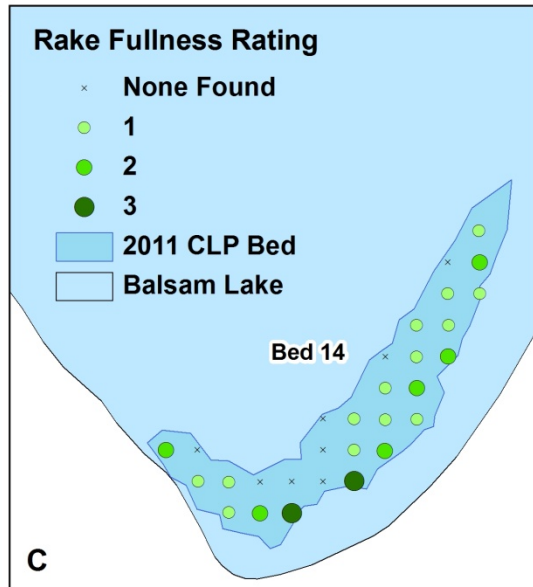 Rake Fullness Rating
None Found
1
2
3
2011 CLP Bed
Balsam Lake
Bed 14
C